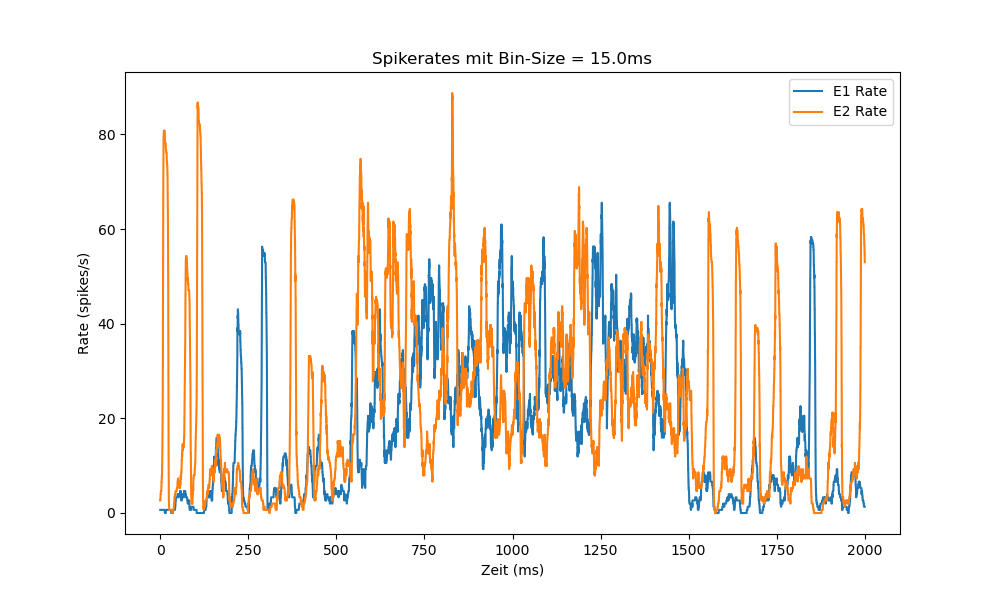 Spikerates mit Bin-Size = 15.0ms
E1 Rate
E2 Rate
Rate (spikes/s)
80
60
40
20
0
0 250 500 750 1000 1250 1500 1750 2000
Zeit (ms)